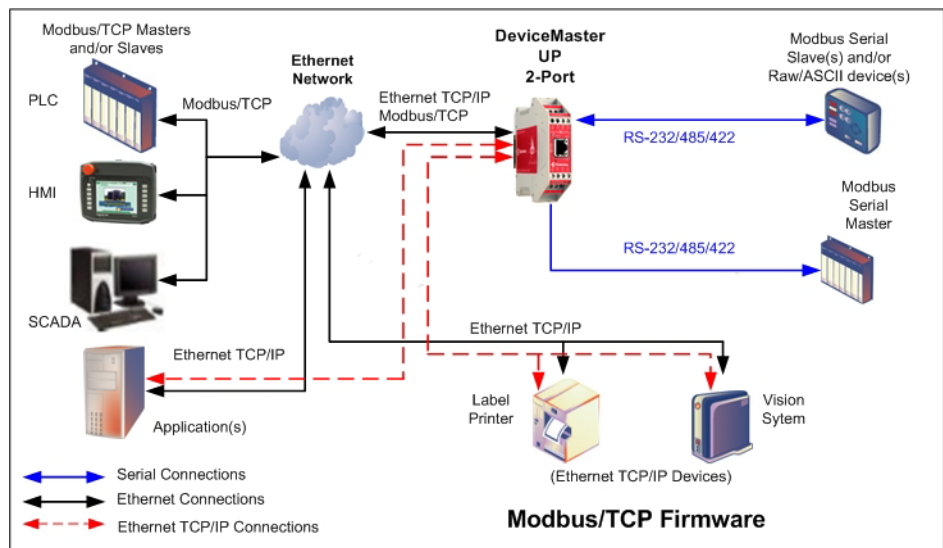 Modbus/TCP Masters
and/or Slaves
PLC
HMI
SCADA
Modbus/TCP
Ethernet
Network
Ethernet TCP/IP
Modbus/TCP
DeviceMaster
UP
2-Port
Modbus Serial
Slave(s) and/or
Raw/ASCII device(s)
RS-232/485/422
Modbus
Serial
Master
RS-232/485/422
Ethernet TCP/IP
Ethernet TCP/IP
Application(s)
Label
Printer
Vision
Sytem
(Ethernet TCP/IP Devices)
Serial Connections
Ethernet Connections
Ethernet TCP/IP Connections
Modbus/TCP Firmware